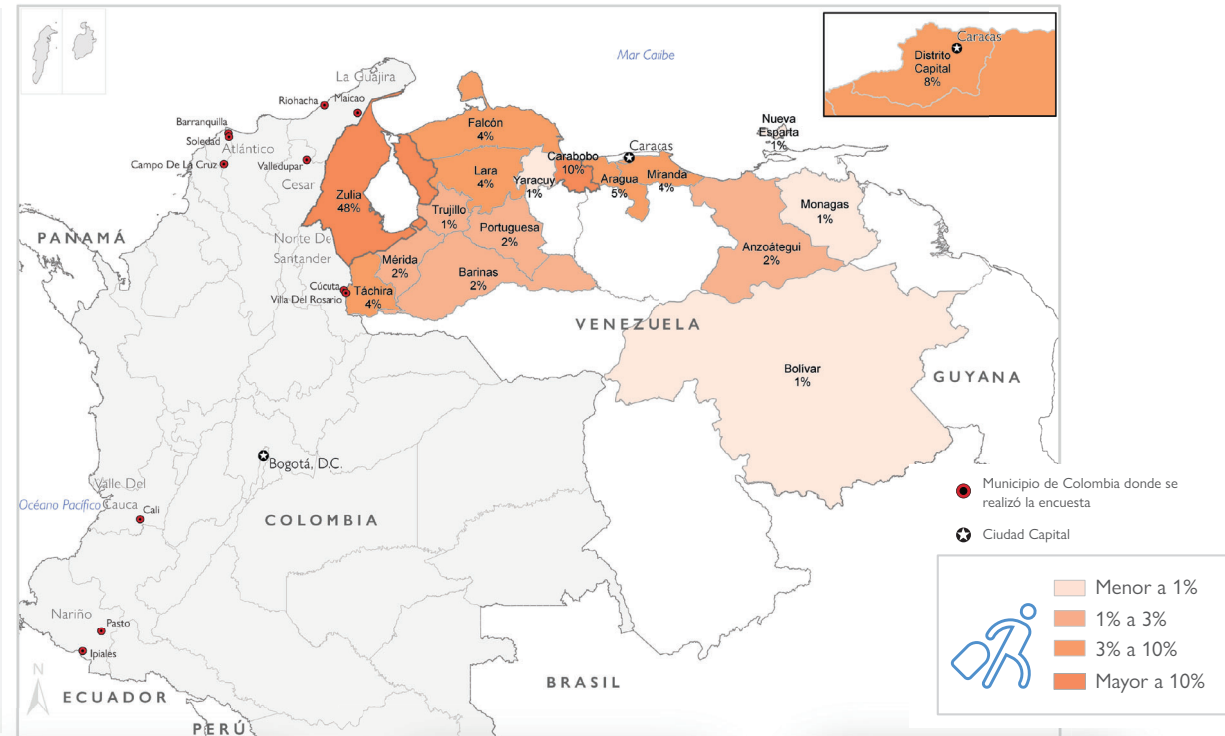 Mar Caiibe
Caracas
Distrito
Capital
8%
La Guajira
Riohacha
Maicao
Barranquilla
Soledad
Atlántico
Campo De La Cruz
Valledupar
Cesar
Falcón
4%
Nueva
Esparta
1%
Caracas
Carabobo
10%
Lara
4%
Yaracuy
1%
Aragua
5%
Miranda
4%
Zulia
48%
Trujillo
1%
Monagas
1%
Portuguesa
2%
PANAMÁ
Norte De
Santander
Anzoátegui
2%
Mérida
2%
Barinas
2%
Cúcuta
Villa Del Rosario
Táchira
4%
VENEZUELA
Bolívar
1%
GUYANA
Bogotá, D.C.
Valle Del
Cauca
Océano Pacífico
Cali
COLOMBIA
Municipio de Colombia donde se
realizó la encuesta
Ciudad Capital
Menor a 1%
1% a 3%
3% a 10%
Mayor a 10%
Nariño
Pasto
Ipiales
N
ECUADOR
BRASIL
PERÚ